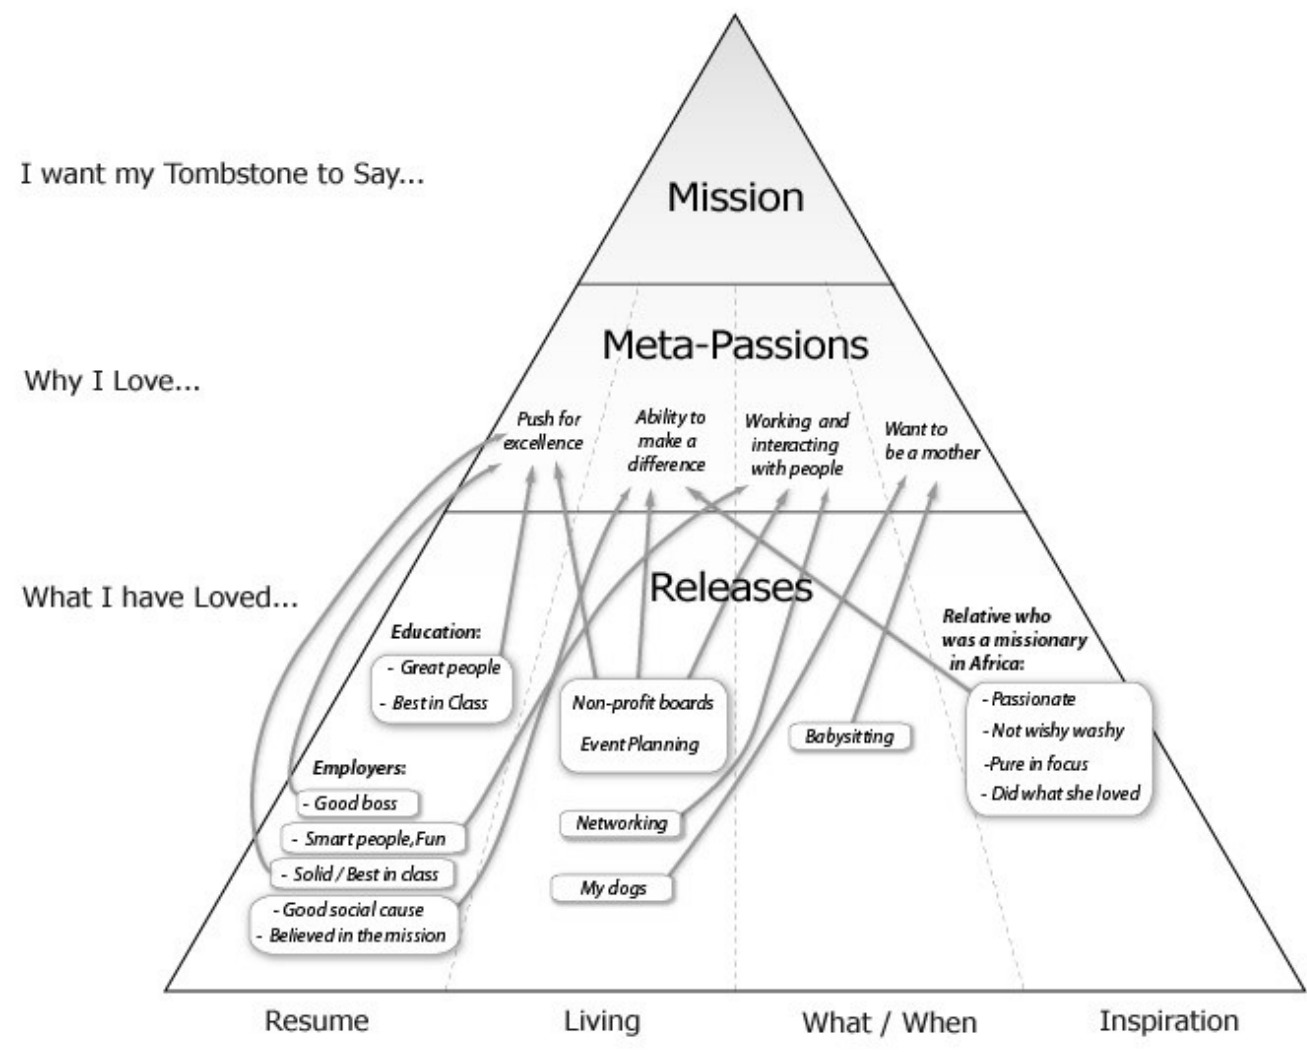 I want my Tombstone to Say...
Mission
Meta-Passions
Why I Love...
Push for
excellence
Ability to
make a
difference
Working and
interacting
with people
Want to
be a mother
What I have Loved...
Releases
Education:
- Great people
- Best in Class
Employers:
- Good boss
- Smart people, Fun
- Solid / Best in class
- Good social cause
- Believed in the mission
Non-profit boards
Event Planning
Networking
My dogs
Babysitting
Relative who
was a missionary
in Africa:
- Passionate
- Not wishy washy
-Pure in focus
- Did what she loved
Resume
Living
What / When
Inspiration